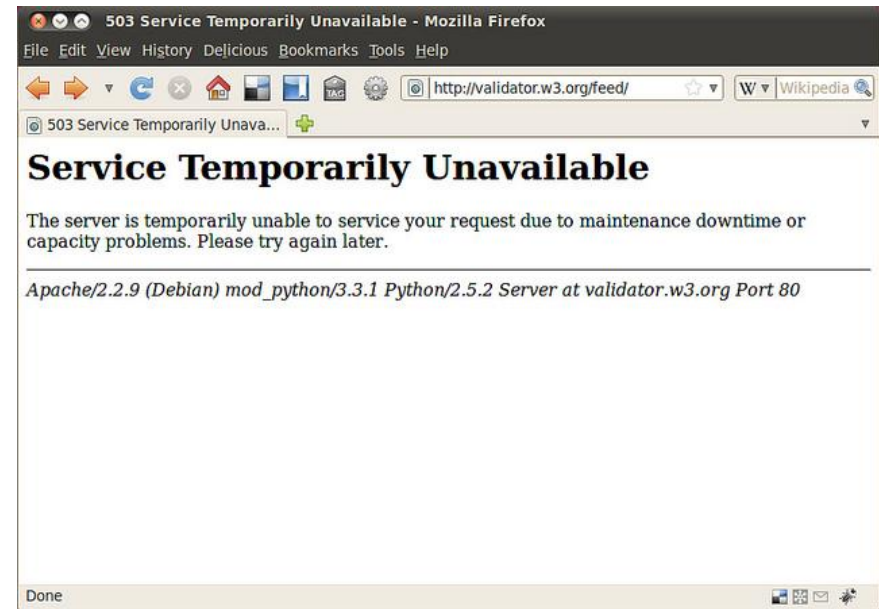 503 Service Temporarily Unavailable - Mozilla Firefox
File Edit View History Delicious Bookmarks Tools Help
TAG http://validator.w3.org/feed/ W Wikipedia
503 Service Temporarily Unava...
Service Temporarily Unavailable
The server is temporarily unable to service your request due to maintenance downtime or
capacity problems. Please try again later.
Apache/2.2.9 (Debian) mod_python/3.3.1 Python/2.5.2 Server at validator.w3.org Port 80
Done